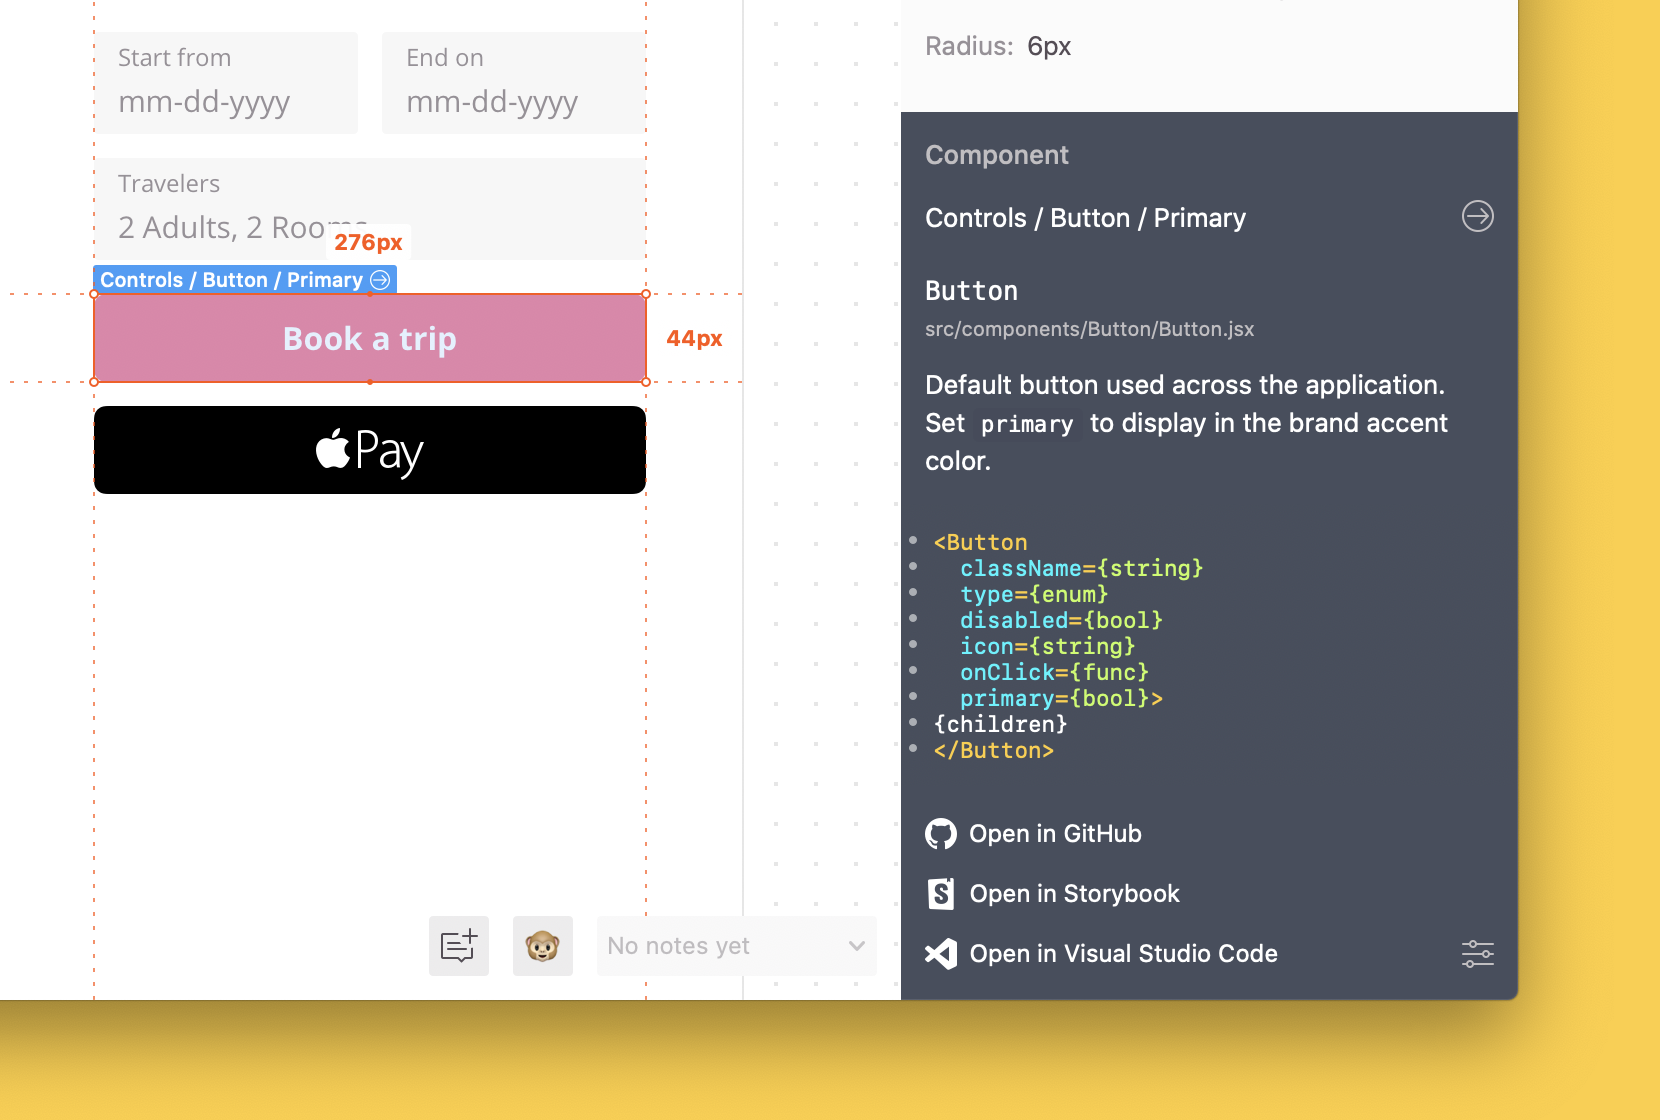 Start from
mm-dd-yyyy
End on
mm-dd-yyyy
Travelers
2 Adults, 2 Rooms
276px
Controls / Button / Primary
Book a trip
44px
Pay
No notes yet
Radius: 6px
Component
Controls / Button / Primary
Button
src/components/Button/Button.jsx
Default button used across the application.
Set primary to display in the brand accent
color.
<Button
className={string}
type={enum}
disabled={bool}
icon={string}
onClick={func}
primary={bool}>
{children}
</Button>
Open in GitHub
Open in Storybook
Open in Visual Studio Code